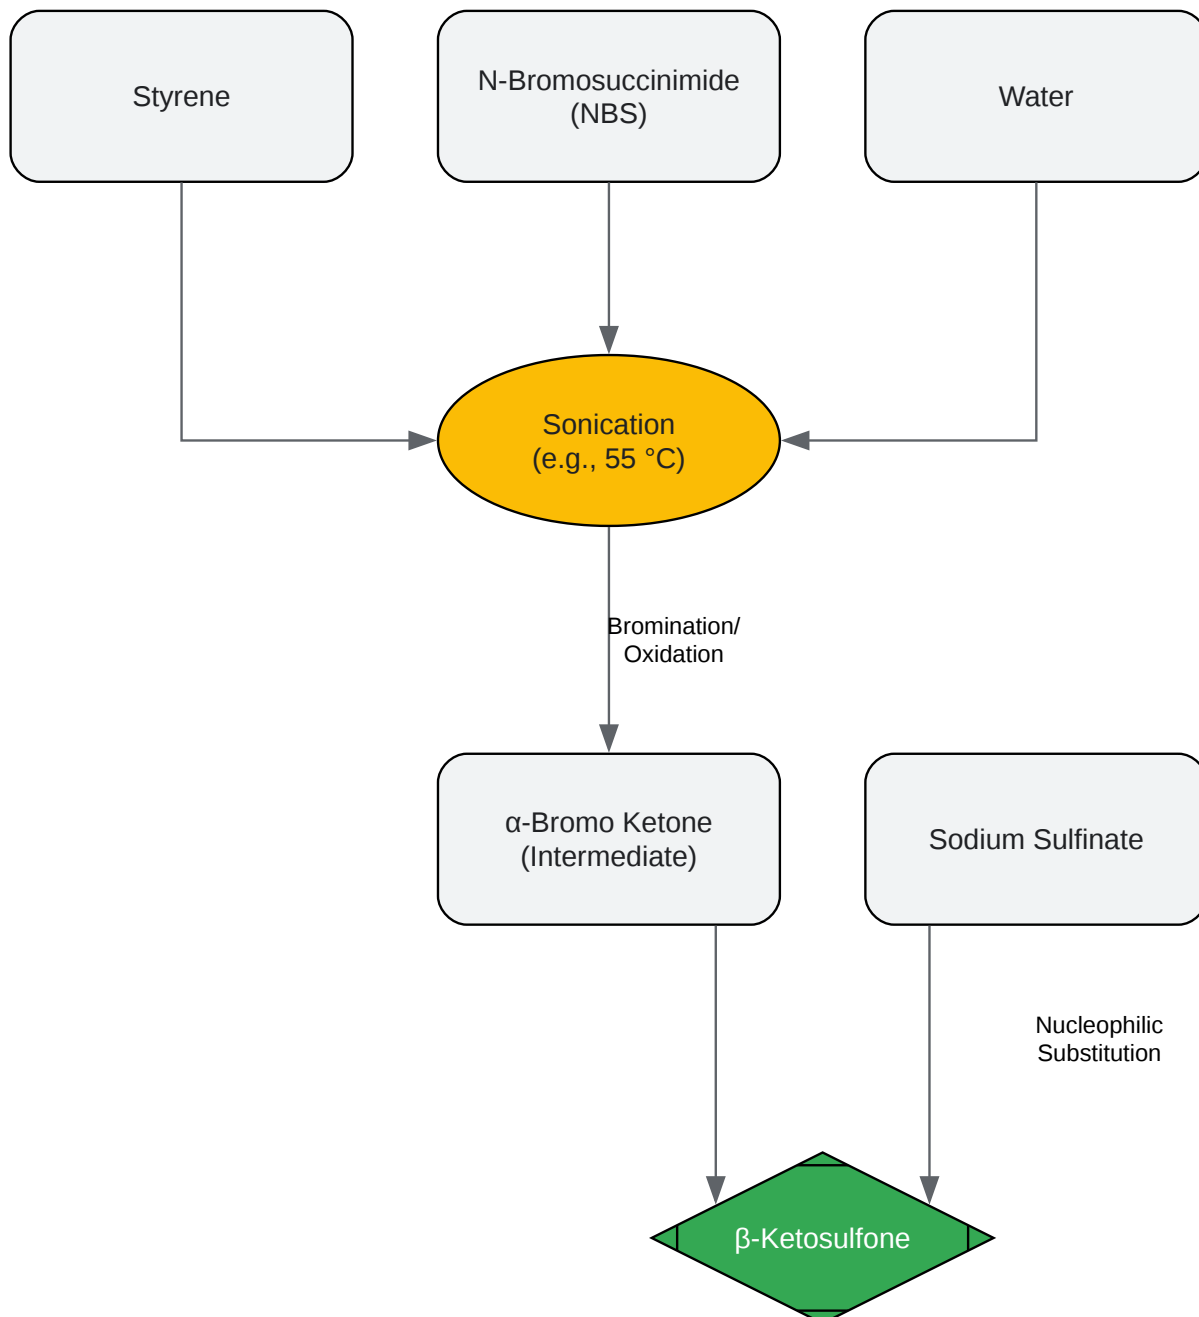 Styrene
N-Bromosuccinimide
(NBS)
Water
Sonication
(e.g., 55 °C)
Bromination/
Oxidation
α-Bromo Ketone
(Intermediate)
Sodium Sulfinate
Nucleophilic
Substitution
β-Ketosulfone